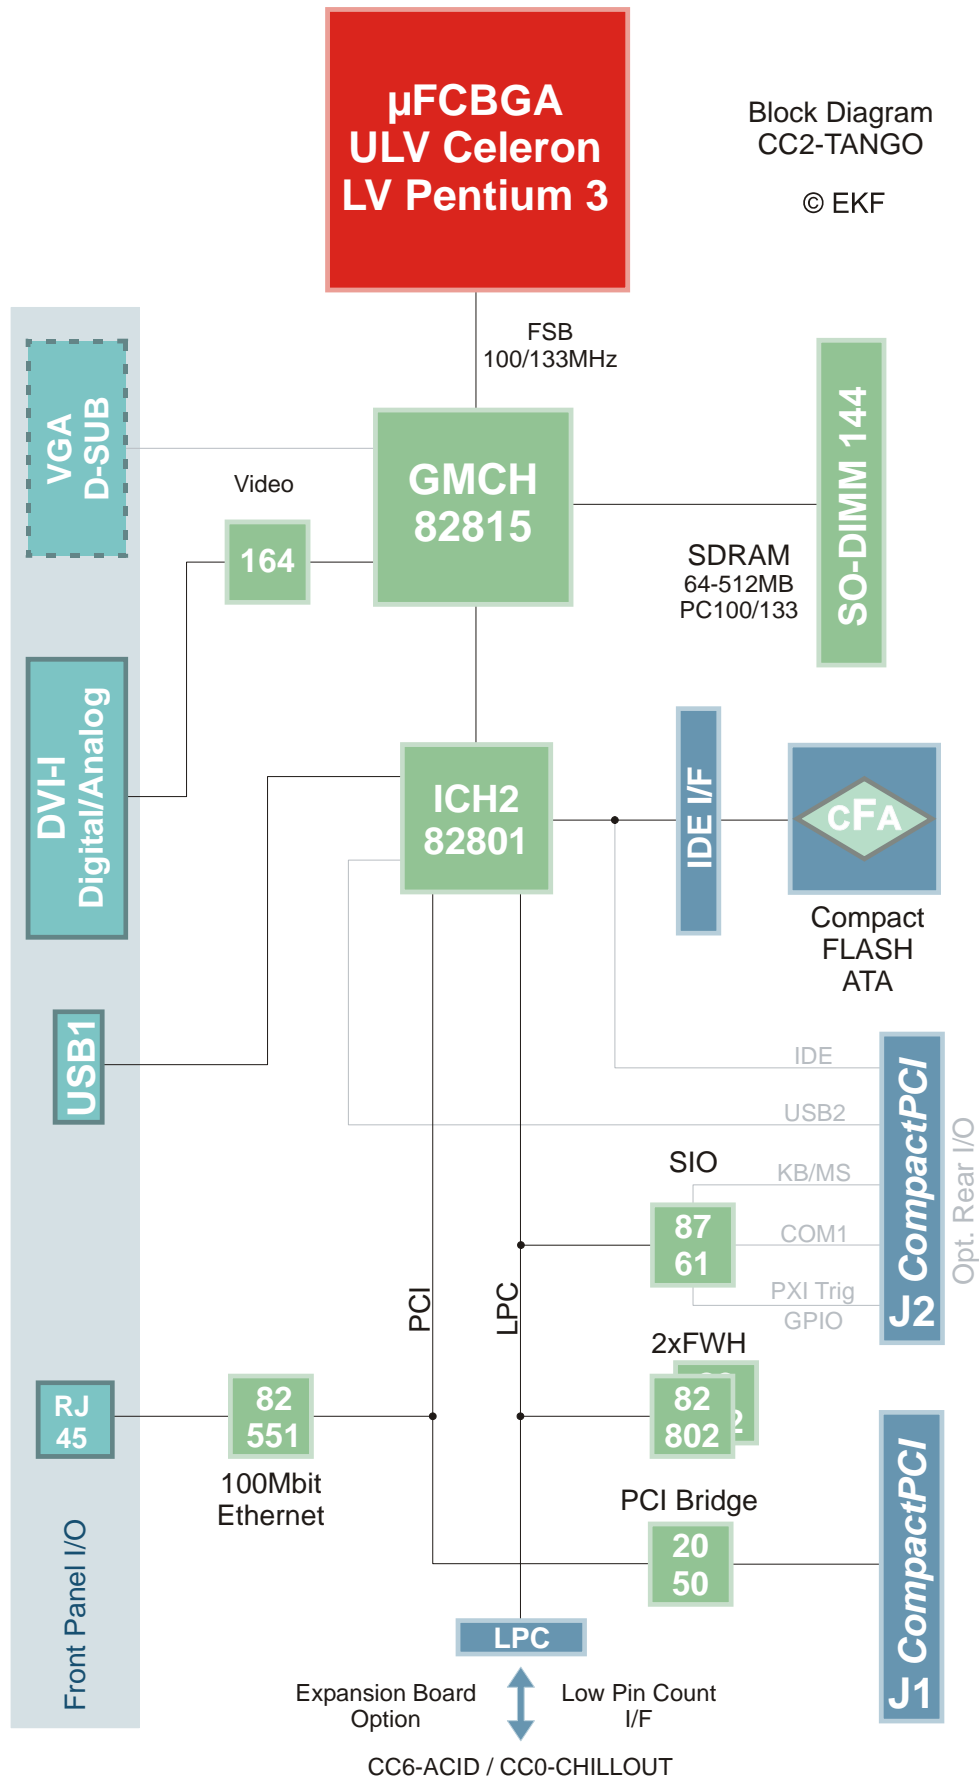 µFCBGA
ULV Celeron
LV Pentium 3
Block Diagram
CC2-TANGO
© EKF
FSB
100/133MHz
VGA
D-SUB
GMCH
82815
SO-DIMM 144
Video
164
SDRAM
64-512MB
PC100/133
DVI-I
Digital/Analog
ICH2
82801
IDE I/F
CFA
Compact
FLASH
ATA
USB1
IDE
USB2
KB/MS
COM1
PXI Trig
GPIO
SIO
87
61
J2 CompactPCI
Opt. Rear I/O
PCI
LPC
2xFWH
82
802
RJ
45
82
551
100Mbit
Ethernet
PCI Bridge
20
50
J1 CompactPCI
Front Panel I/O
LPC
Expansion Board
Option
Low Pin Count
I/F
CC6-ACID / CC0-CHILLOUT